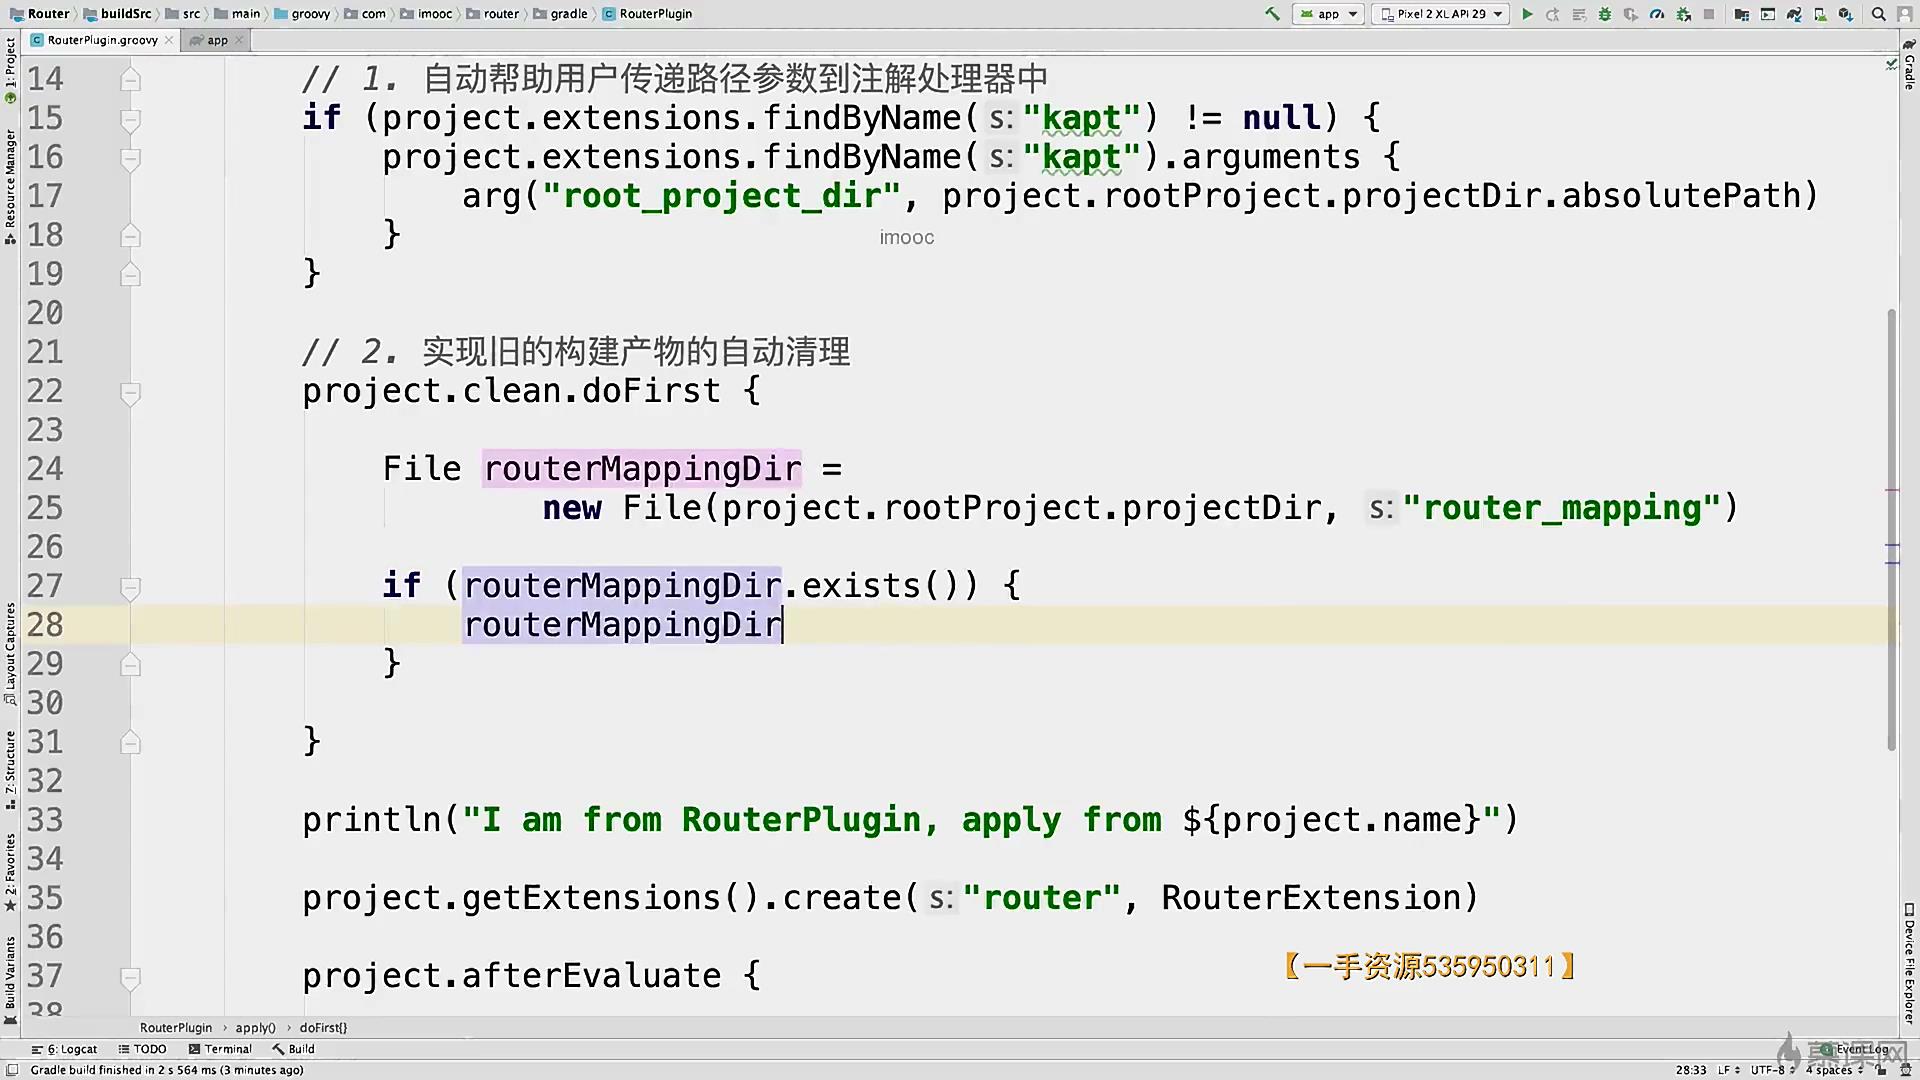 Router buildSrc src main groovy com imooc router gradle RouterPlugin app Pixel 2 XL API 29
RouterPlugin.groovy app
14 // 1. 自动帮助用户传递路径参数到注解处理器中
15 if (project.extensions.findByName( s: "kapt") != null) {
16 project.extensions.findByName( s: "kapt").arguments {
17 arg("root_project_dir", project.rootProject.projectDir.absolutePath)
18 }
imooc
19 }
20
21 // 2. 实现旧的构建产物的自动清理
22 project.clean.doFirst {
23
24 File routerMappingDir =
25 new File(project.rootProject.projectDir, s: "router_mapping")
26
27 if (routerMappingDir.exists()) {
28 routerMappingDir
29 }
30
31 }
32
33 println("I am from RouterPlugin, apply from ${project.name}")
34
35 project.getExtensions().create( s: "router", RouterExtension)
36
37 project.afterEvaluate {
38
【一手资源535950311】
1: Project
Resource Manager
Layout Captures
7: Structure
2: Favorites
Build Variants
Gradle
Device File Explorer
RouterPlugin › apply() › doFirst{}
6: Logcat TODO Terminal Build Event Log
慕课网
Gradle build finished in 2 s 564 ms (3 minutes ago) 28:33 LF UTF-8 4 spaces